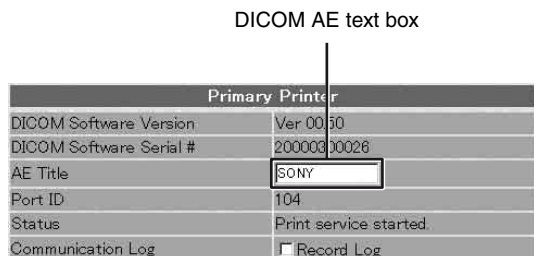 DICOM AE text box
Primary Printer
DICOM Software Version Ver 00.50
DICOM Software Serial # 20000300026
AE Title SONY
Port ID 104
Status Print service started.
Communication Log Record Log